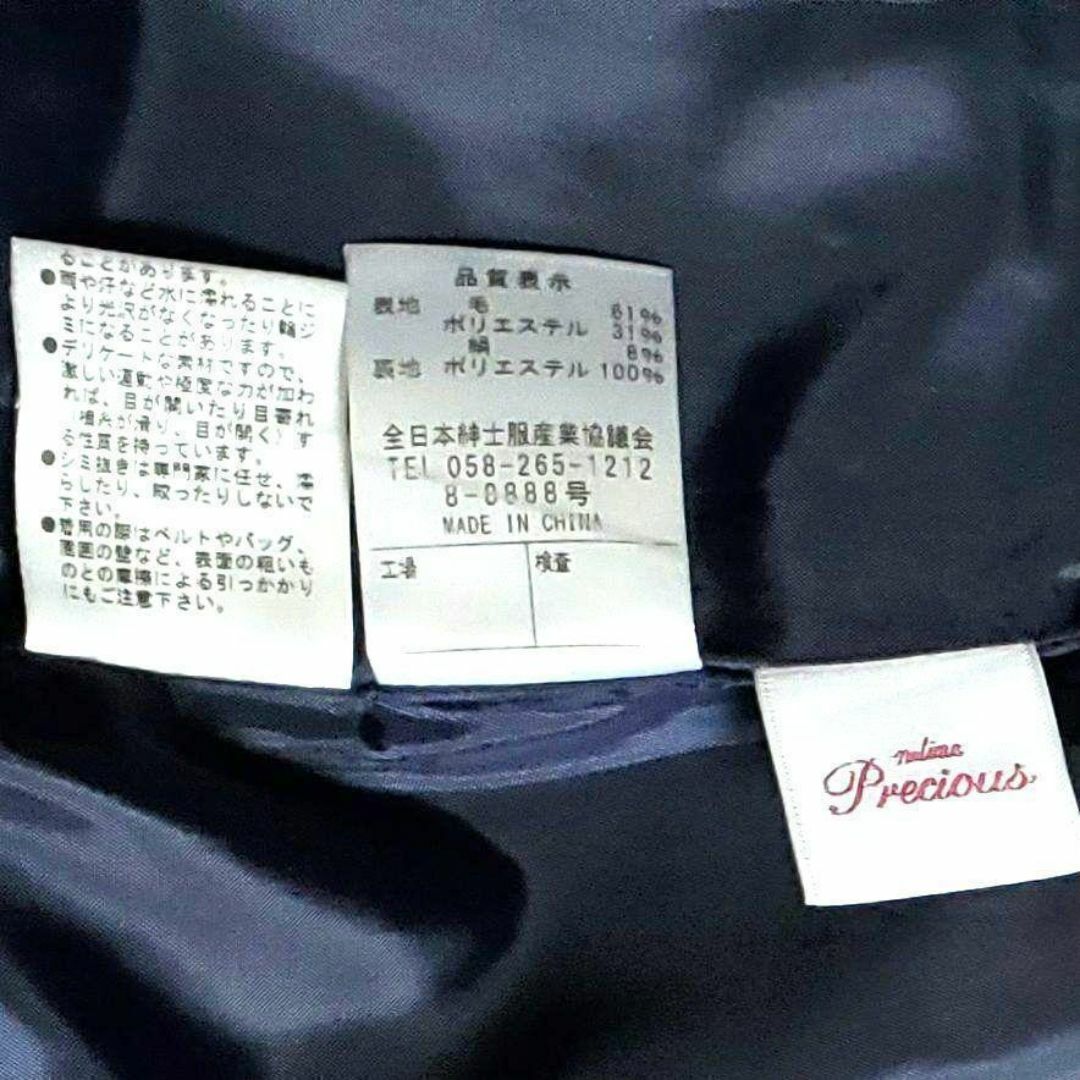 ることがあります。
●雨や汗など水に濡れることに
より光沢がなくなったり輪ジ
ミになることがあります。
●デリケートな素材ですので、
激しい運動や極度な力が加わ
れば、目が開いたり目寄れ
(組糸が滑り、目が開く)す
る性質を持っています。
●シミ抜きは専門家に任せ、濡
らしたり、取ったりしないで
下さい。
●着用の際はベルトやバッグ、
周囲の壁など、表面の粗いも
のとの摩擦による引っかかり
にもご注意下さい。
品質表示
表地 毛 61%
ポリエステル 31%
絹 8%
裏地 ポリエステル 100%
全日本紳士服産業協議会
TEL 058-265-1212
8-0888号
MADE IN CHINA
工場 検査
Precious